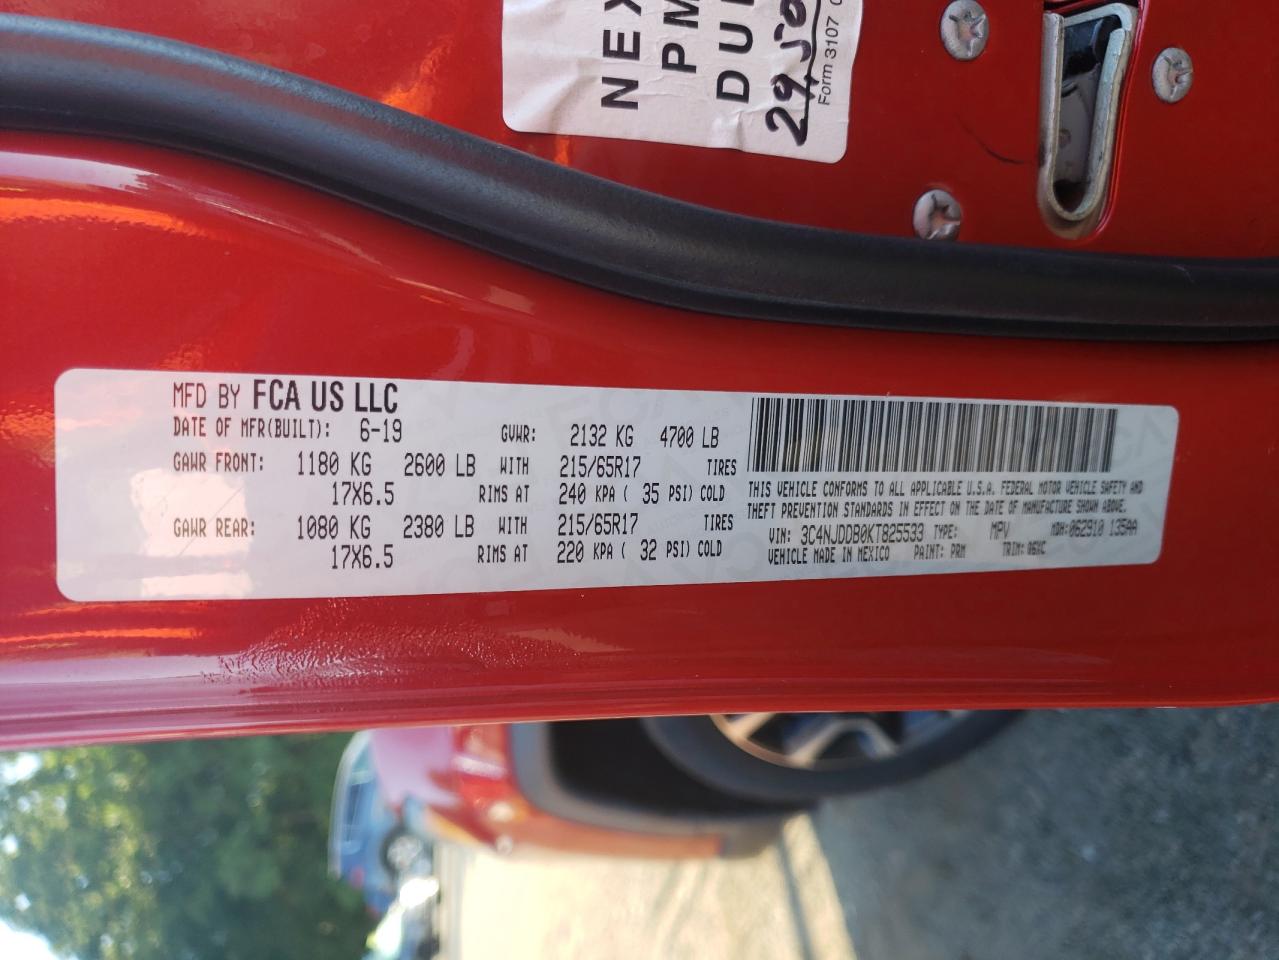 NEX
PM
DUE
29,50
Form 3107
MFD BY FCA US LLC
DATE OF MFR(BUILT): 6-19 GVWR: 2132 KG 4700 LB
GAWR FRONT: 1180 KG 2600 LB WITH 215/65R17 TIRES
17X6.5 RIMS AT 240 KPA ( 35 PSI) COLD
GAWR REAR: 1080 KG 2380 LB WITH 215/65R17 TIRES
17X6.5 RIMS AT 220 KPA ( 32 PSI) COLD
THIS VEHICLE CONFORMS TO ALL APPLICABLE U.S.A. FEDERAL MOTOR VEHICLE SAFETY AND
THEFT PREVENTION STANDARDS IN EFFECT ON THE DATE OF MANUFACTURE SHOWN ABOVE.
VIN: 3C4NJDDB0KT825533 TYPE: MPV MDH: 062910 135AA
VEHICLE MADE IN MEXICO PAINT: PRM TRIM: A6XC